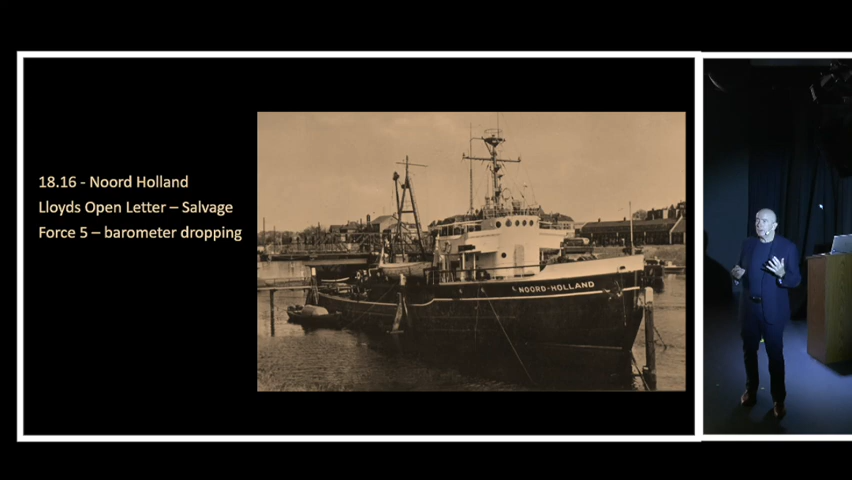 18.16 - Noord Holland
Lloyds Open Letter – Salvage
Force 5 – barometer dropping
NOORD-HOLLAND